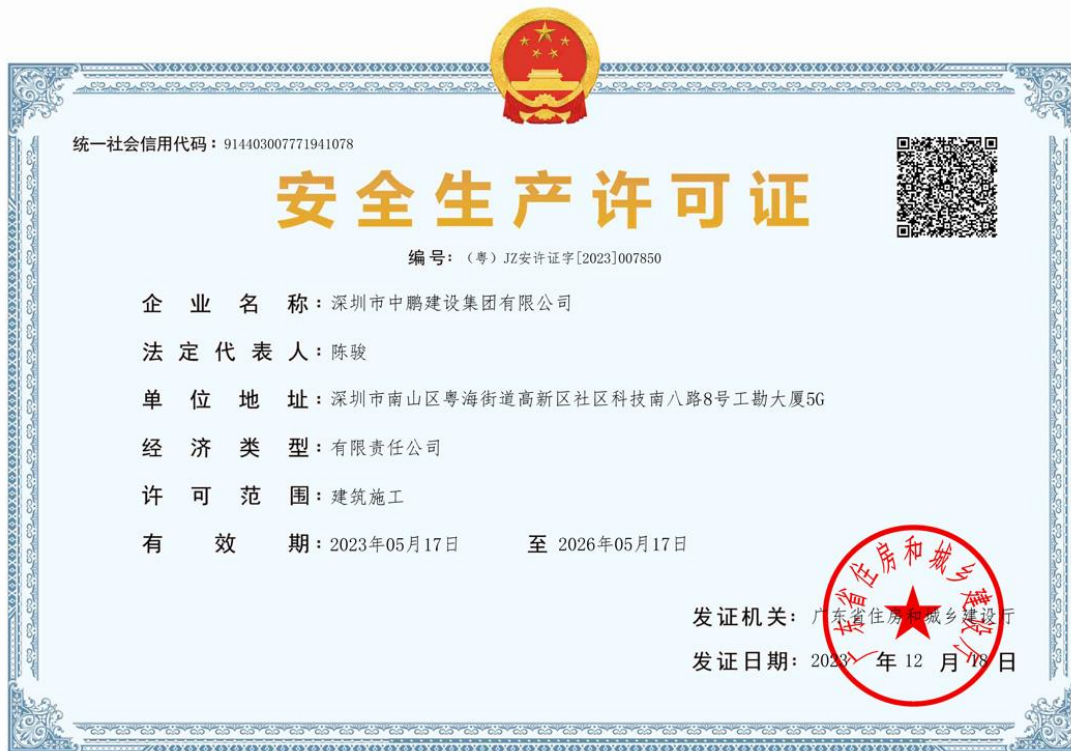 统一社会信用代码：914403007771941078
安全生产许可证
编号：（粤）JZ安许证字[2023]007850
企业名称：深圳市中鹏建设集团有限公司
法定代表人：陈骏
单位地址：深圳市南山区粤海街道高新区社区科技南八路8号工勘大厦5G
经济类型：有限责任公司
许可范围：建筑施工
有效期：2023年05月17日 至 2026年05月17日
广东省住房和城乡建设厅
发证机关：广东省住房和城乡建设厅
发证日期：2023 年 12 月 18 日